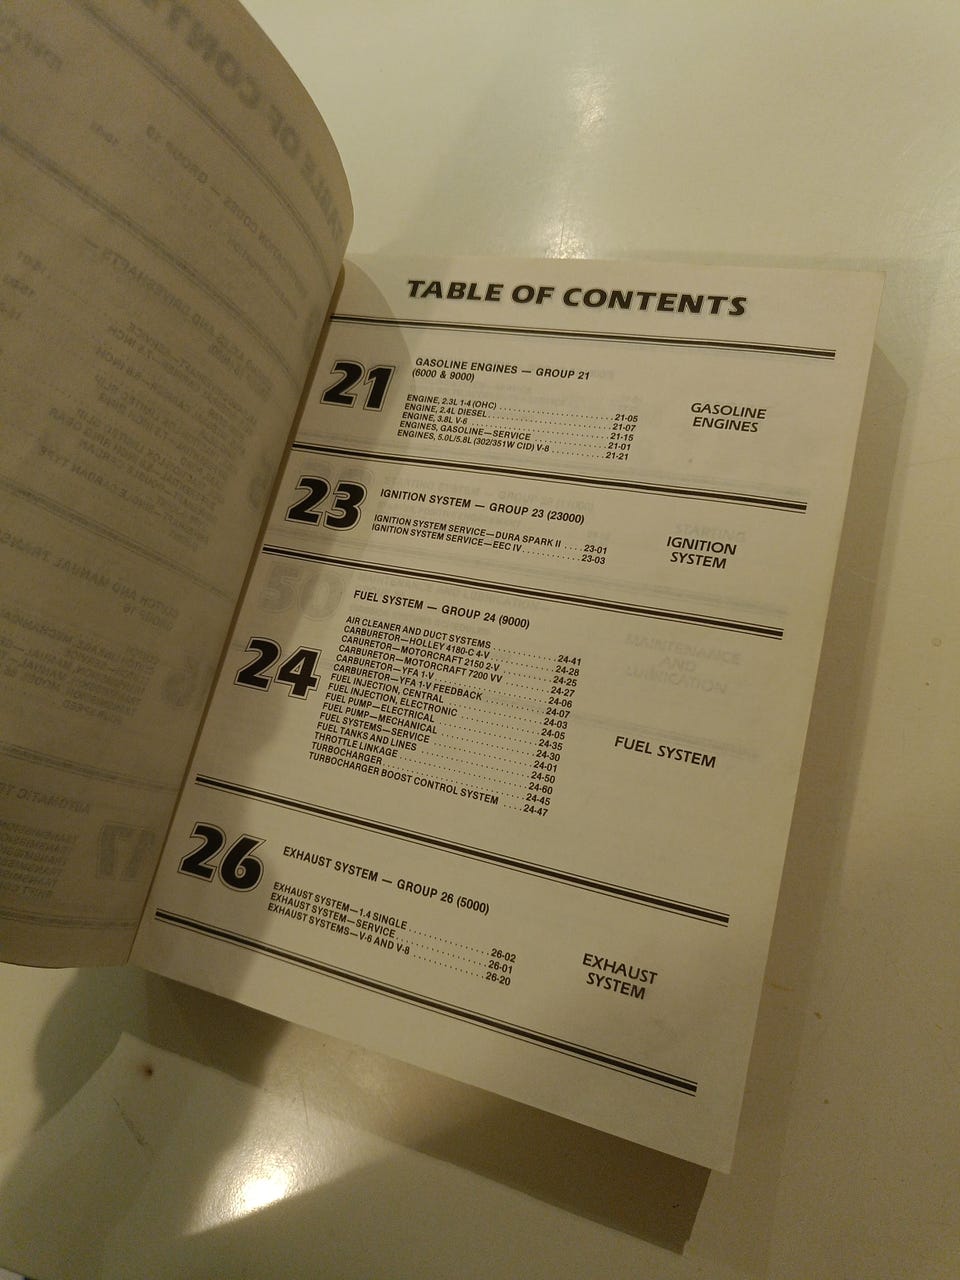 TABLE OF CONTENTS
21
GASOLINE ENGINES — GROUP 21
(6000 & 9000)
ENGINE, 2.3L 1-4 (OHC) 21-05
ENGINE, 2.4L DIESEL 21-07
ENGINE, 3.8L V-6 21-15
ENGINES, GASOLINE—SERVICE 21-01
ENGINES, 5.0L/5.8L (302/351W CID) V-8 21-21
GASOLINE
ENGINES
23
IGNITION SYSTEM — GROUP 23 (23000)
IGNITION SYSTEM SERVICE—DURA SPARK II 23-01
IGNITION SYSTEM SERVICE—EEC IV 23-03
IGNITION
SYSTEM
24
FUEL SYSTEM — GROUP 24 (9000)
AIR CLEANER AND DUCT SYSTEMS 24-41
CARBURETOR—HOLLEY 4180-C 4-V 24-28
CARURETOR—MOTORCRAFT 2150 2-V 24-25
CARBURETOR—MOTORCRAFT 7200 VV 24-27
CARBURETOR—YFA 1-V 24-06
CARBURETOR—YFA 1-V FEEDBACK 24-07
FUEL INJECTION, CENTRAL 24-03
FUEL INJECTION, ELECTRONIC 24-05
FUEL PUMP—ELECTRICAL 24-35
FUEL PUMP—MECHANICAL 24-30
FUEL SYSTEMS—SERVICE 24-01
FUEL TANKS AND LINES 24-50
THROTTLE LINKAGE 24-60
TURBOCHARGER 24-45
TURBOCHARGER BOOST CONTROL SYSTEM 24-47
FUEL SYSTEM
26
EXHAUST SYSTEM — GROUP 26 (5000)
EXHAUST SYSTEM—1.4 SINGLE 26-02
EXHAUST SYSTEM—SERVICE 26-01
EXHAUST SYSTEMS—V-6 AND V-8 26-20
EXHAUST
SYSTEM